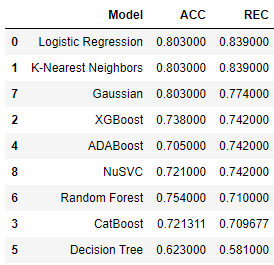 Model ACC REC
0 Logistic Regression 0.803000 0.839000
1 K-Nearest Neighbors 0.803000 0.839000
7 Gaussian 0.803000 0.774000
2 XGBoost 0.738000 0.742000
4 ADABoost 0.705000 0.742000
8 NuSVC 0.721000 0.742000
6 Random Forest 0.754000 0.710000
3 CatBoost 0.721311 0.709677
5 Decision Tree 0.623000 0.581000